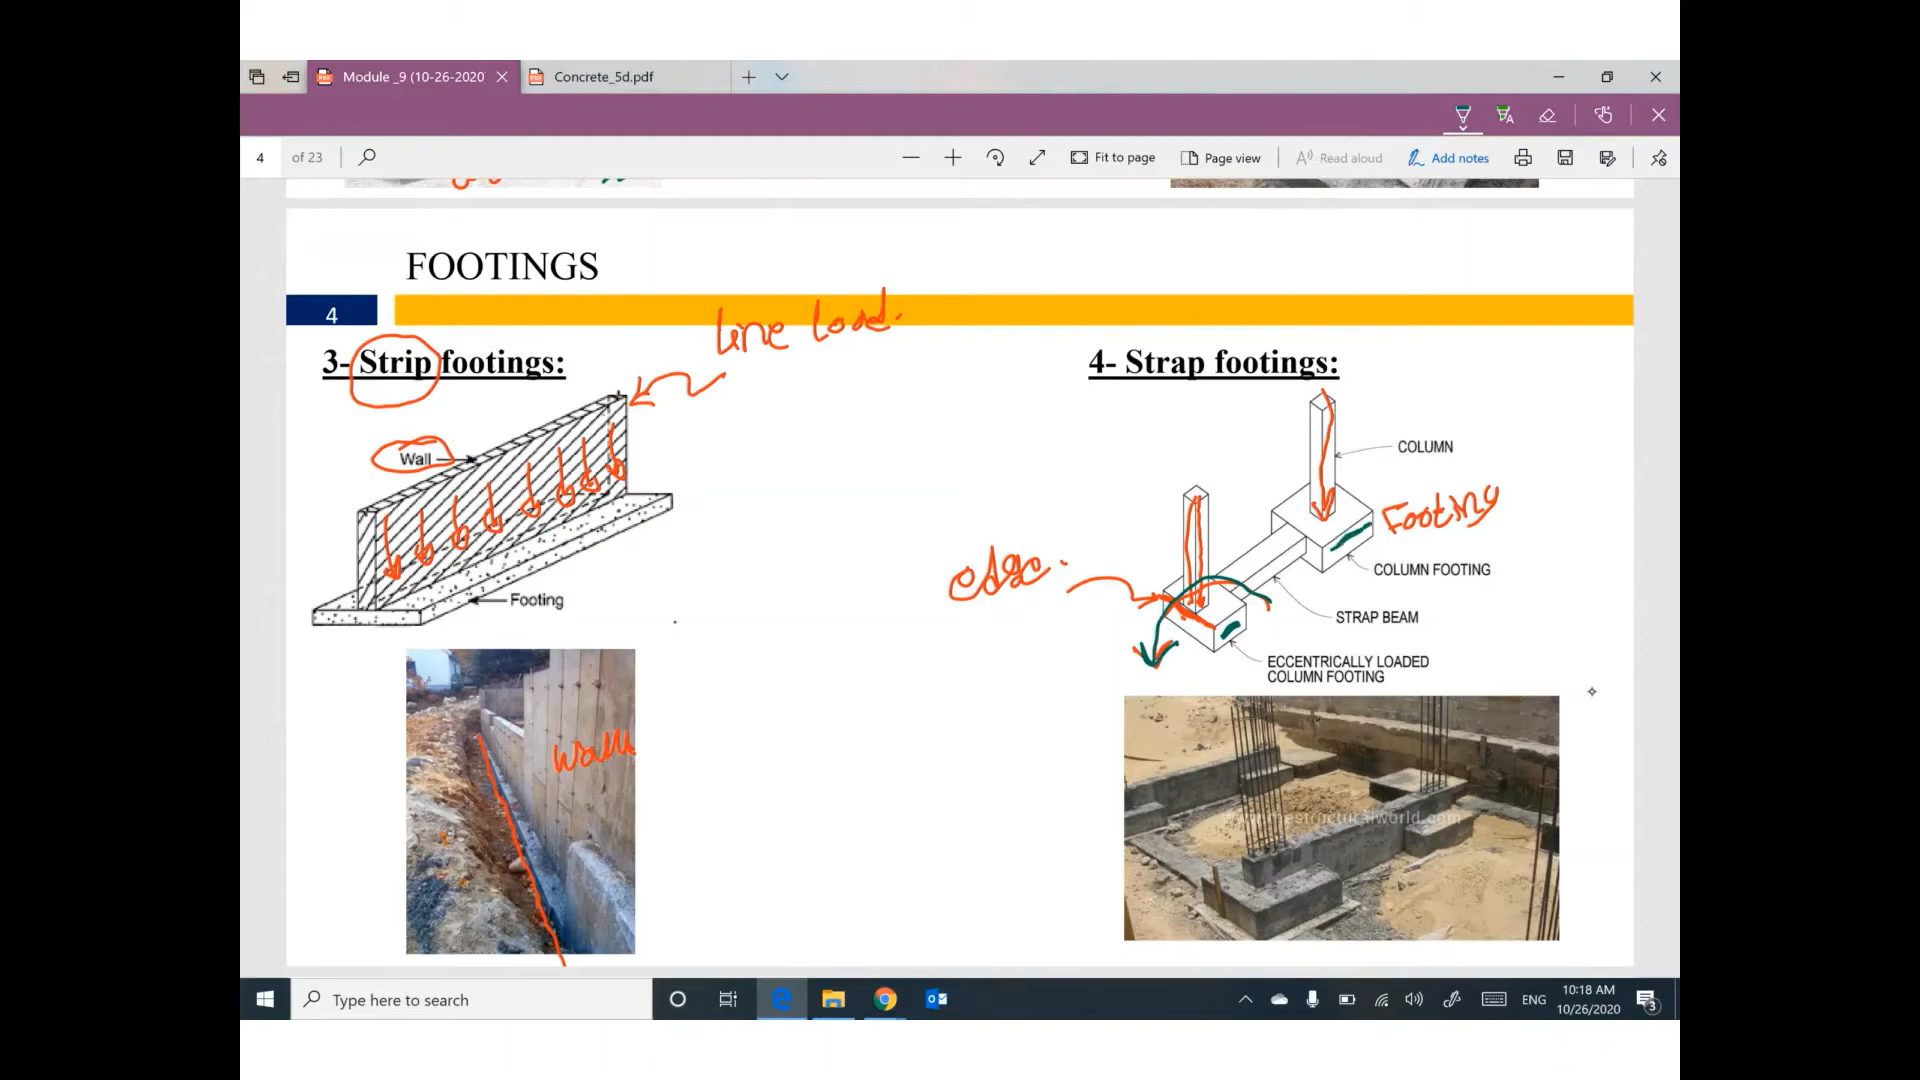 Module _9 (10-26-2020
Concrete_5d.pdf
4 of 23
Fit to page
Page view
Read aloud
Add notes
FOOTINGS
4
line load.
3- Strip footings:
4- Strap footings:
Wall
Footing
COLUMN
Footing
COLUMN FOOTING
edge.
STRAP BEAM
ECCENTRICALLY LOADED
COLUMN FOOTING
Wall
Type here to search
ENG
10:18 AM
10/26/2020
3